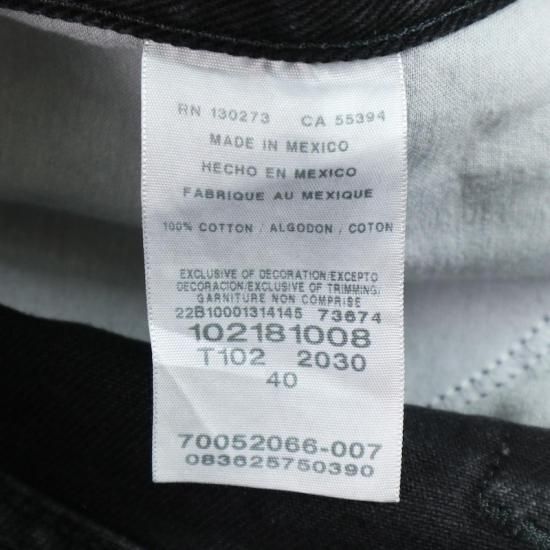 RN 130273 CA 55394
MADE IN MEXICO
HECHO EN MEXICO
FABRIQUE AU MEXIQUE
100% COTTON / ALGODON / COTON
EXCLUSIVE OF DECORATION/EXCEPTO
DECORACION/EXCLUSIVE OF TRIMMING/
GARNITURE NON COMPRISE
22B10001314145 73674
102181008
T102 2030
40
70052066-007
083625750390